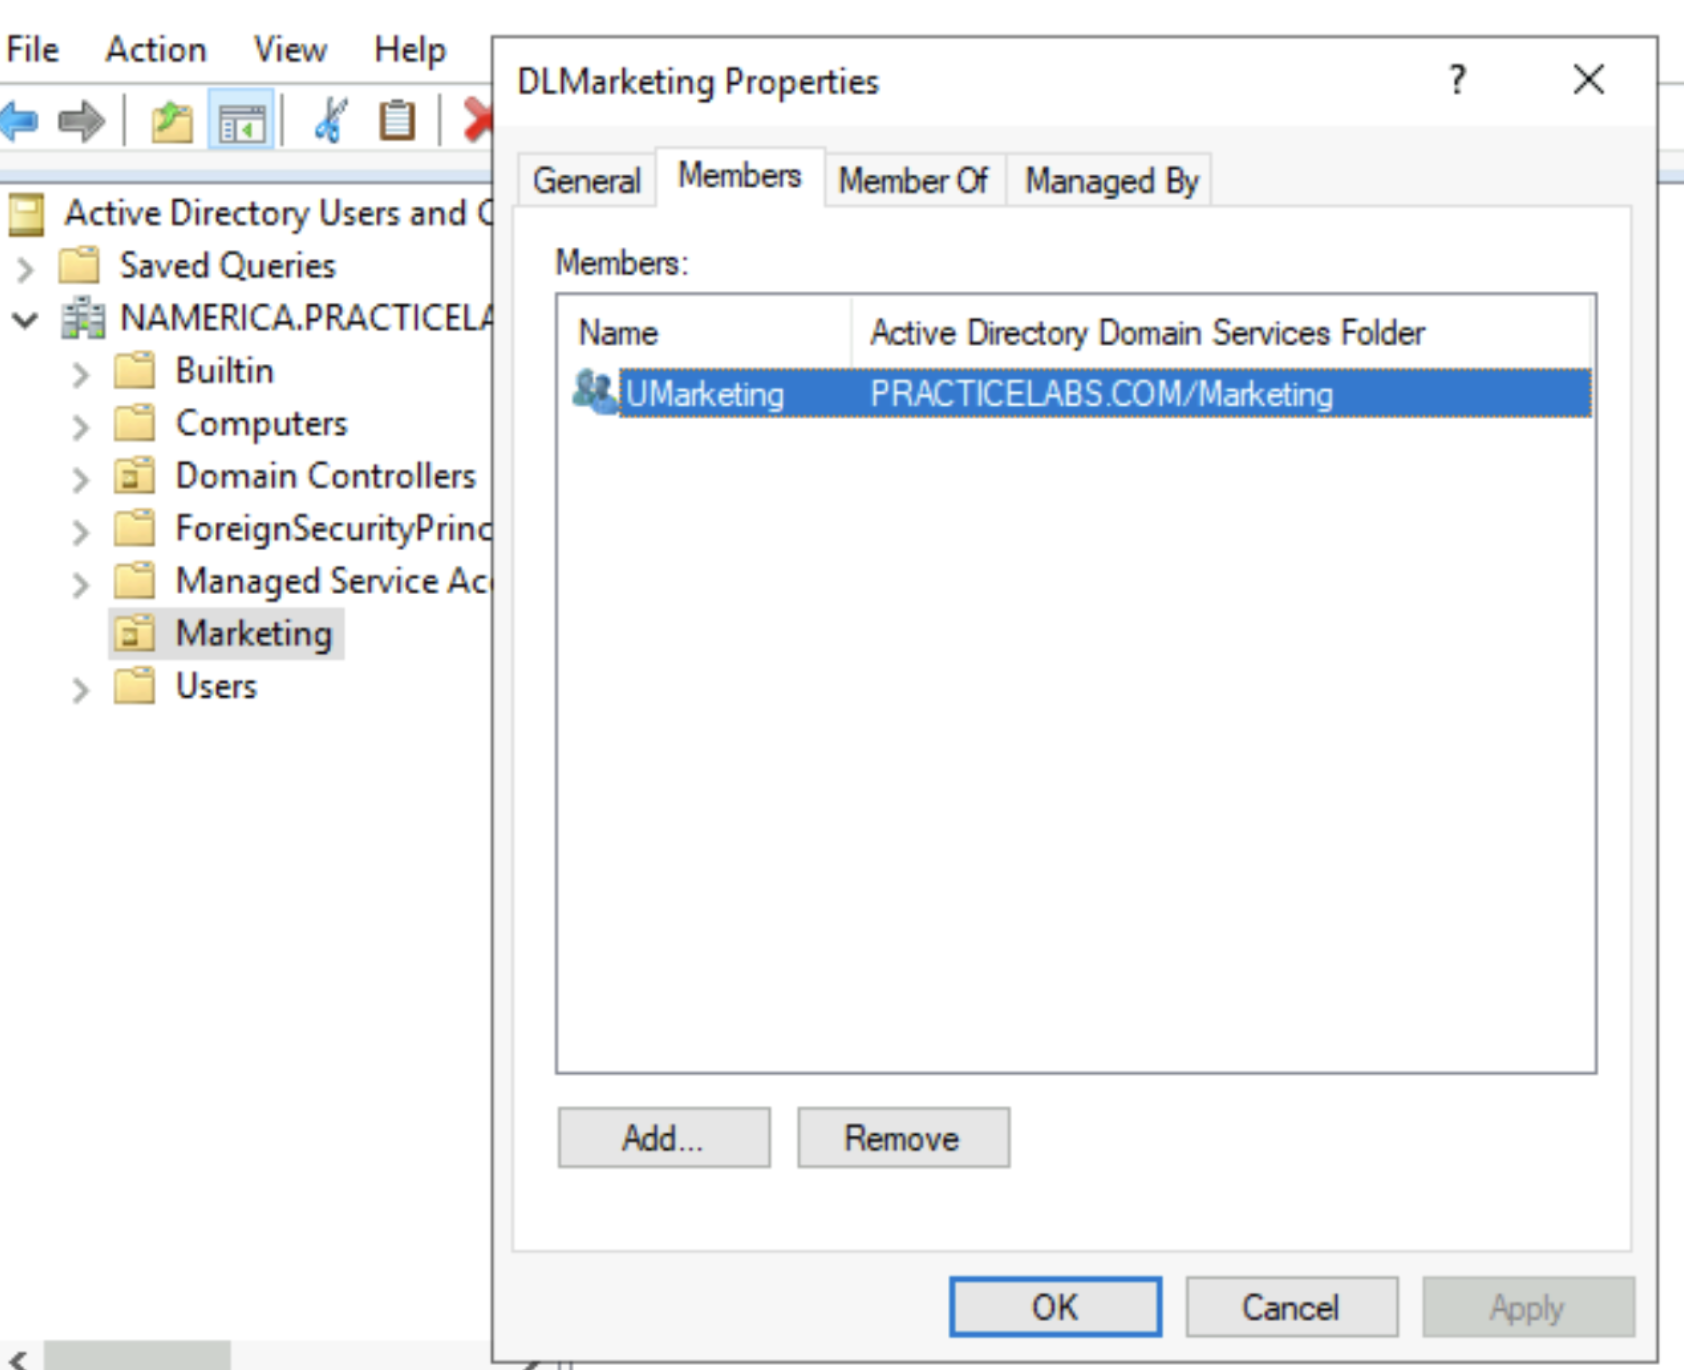 File Action View Help
Active Directory Users and C
Saved Queries
NAMERICA.PRACTICELA
Builtin
Computers
Domain Controllers
ForeignSecurityPrinc
Managed Service Acc
Marketing
Users
DLMarketing Properties
?
General Members Member Of Managed By
Members:
Name Active Directory Domain Services Folder
UMarketing PRACTICELABS.COM/Marketing
Add... Remove
OK Cancel Apply